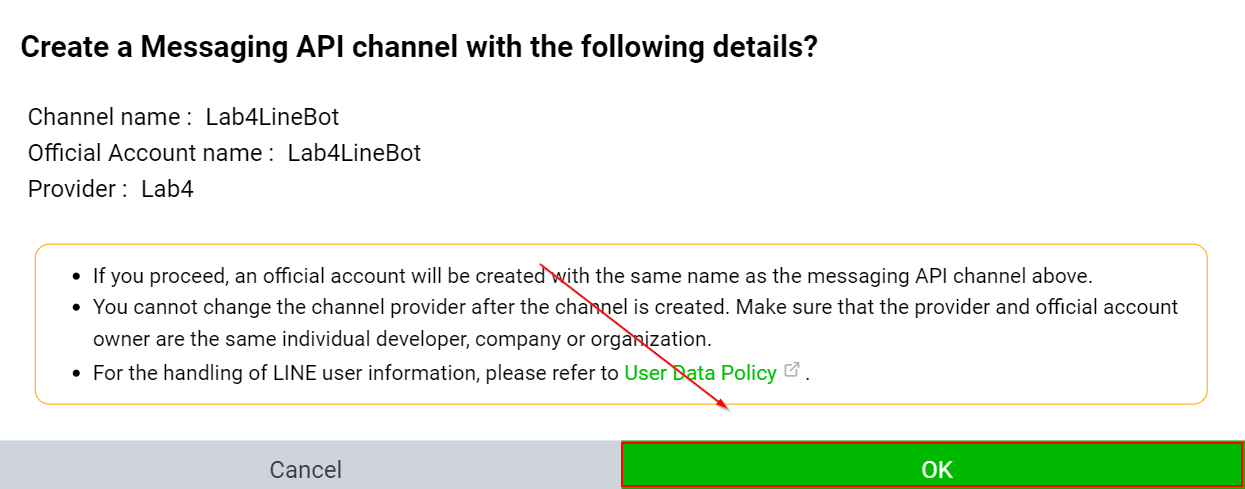 Create a Messaging API channel with the following details?
Channel name : Lab4LineBot
Official Account name : Lab4LineBot
Provider : Lab4
• If you proceed, an official account will be created with the same name as the messaging API channel above.
• You cannot change the channel provider after the channel is created. Make sure that the provider and official account
owner are the same individual developer, company or organization.
• For the handling of LINE user information, please refer to User Data Policy .
Cancel
OK